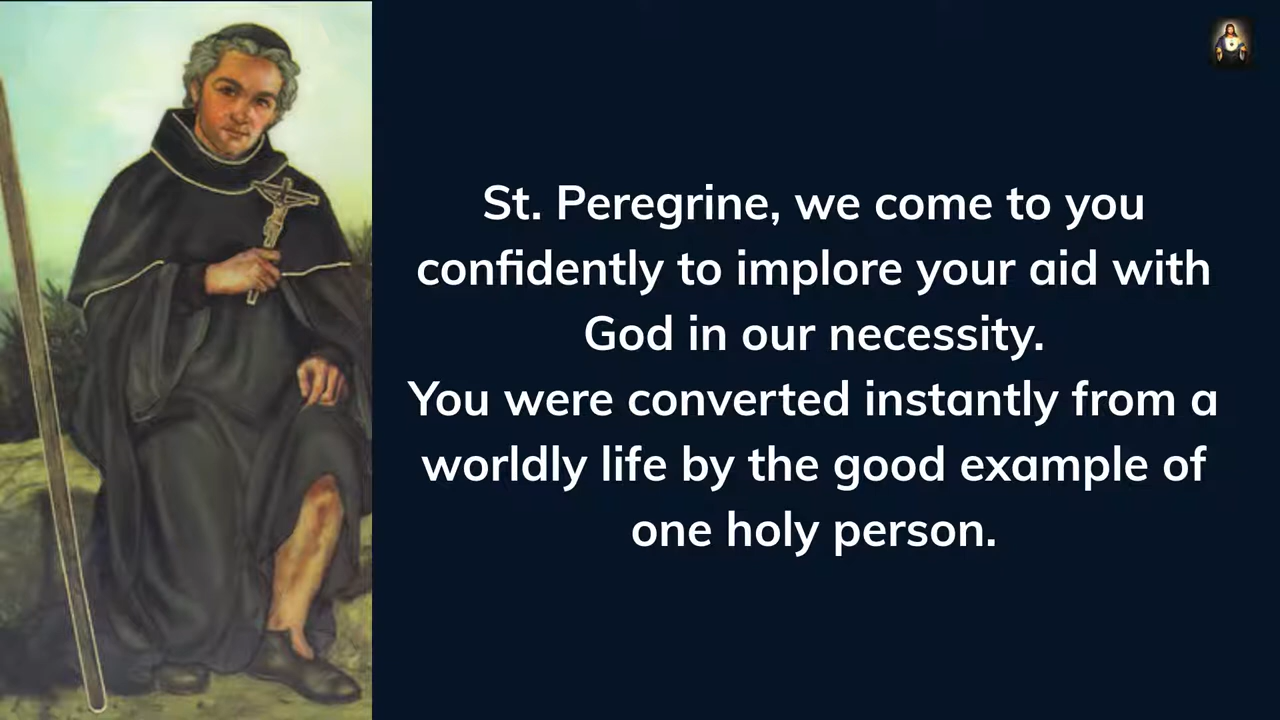 St. Peregrine, we come to you
confidently to implore your aid with
God in our necessity.
You were converted instantly from a
worldly life by the good example of
one holy person.